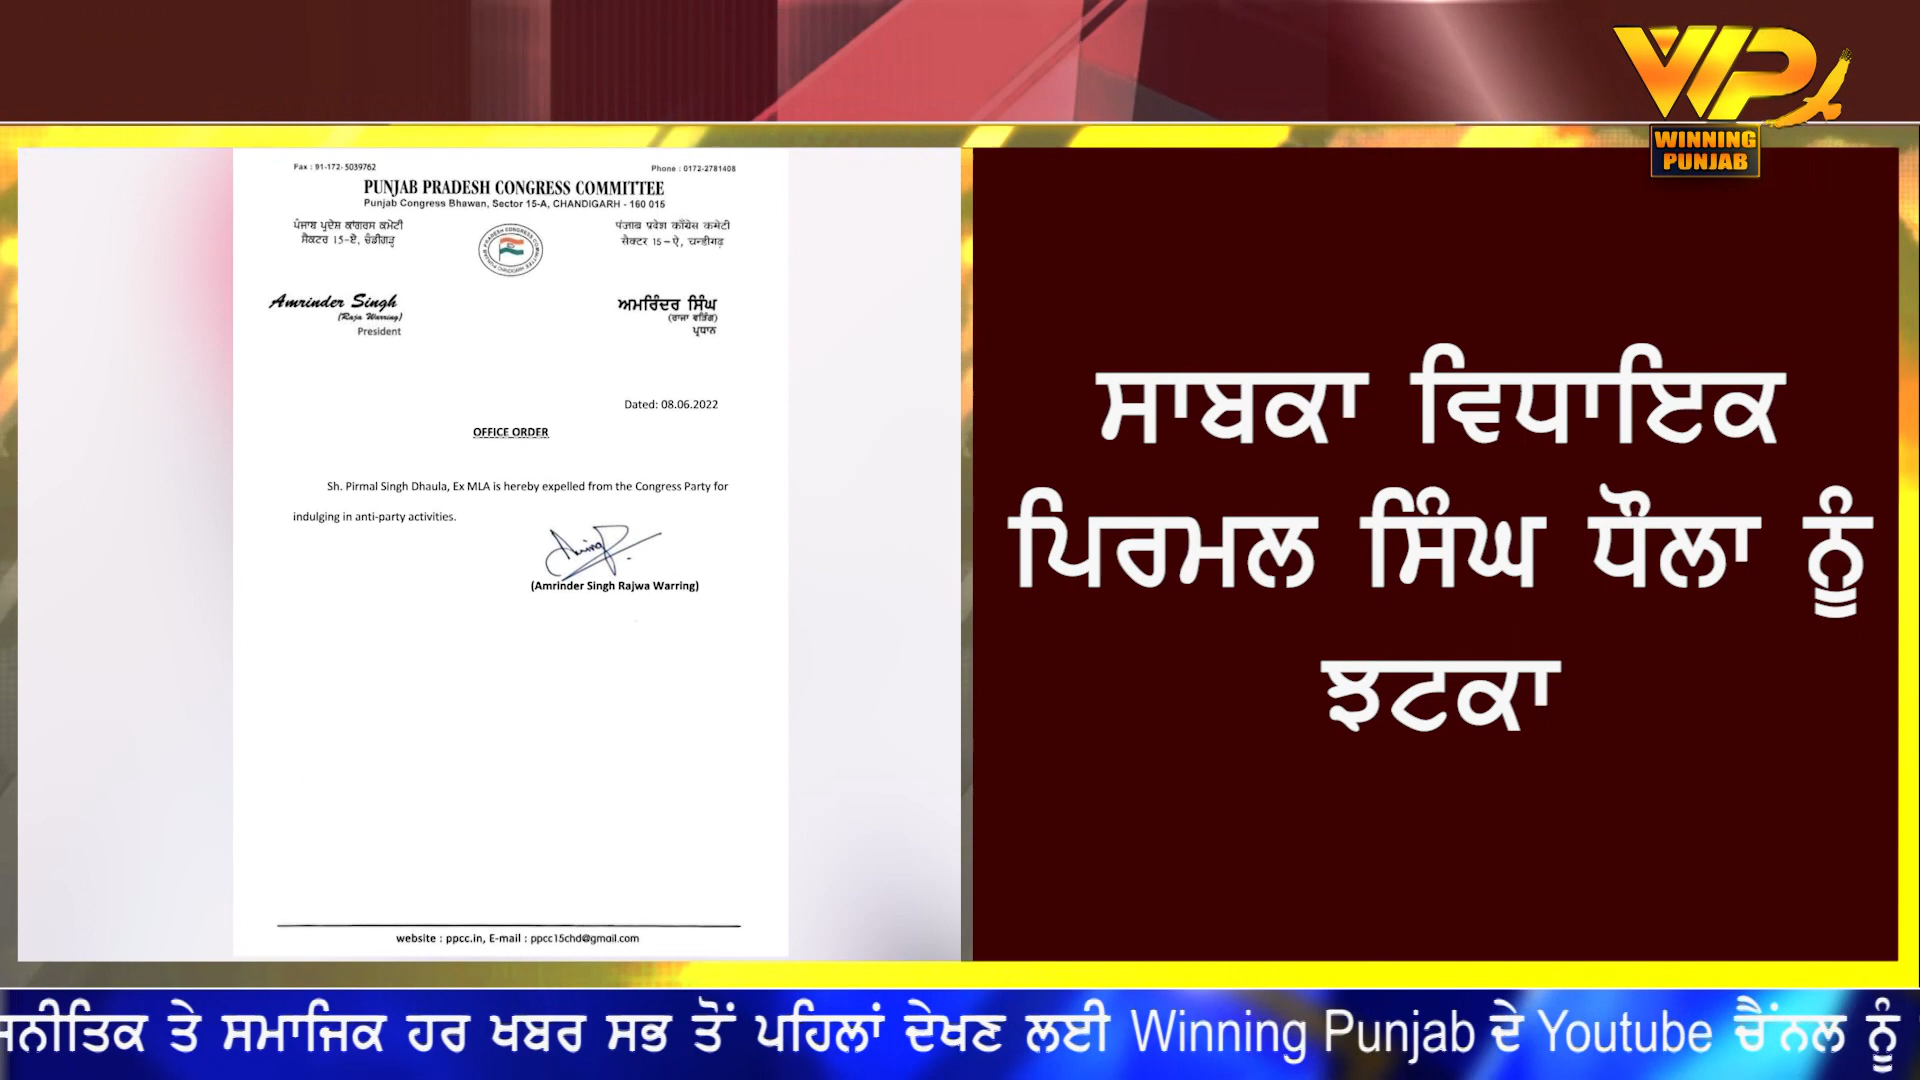 VIP
WINNING
PUNJAB
Fax : 91-172-5039762 Phone : 0172-2781408
PUNJAB PRADESH CONGRESS COMMITTEE
Punjab Congress Bhawan, Sector 15-A, CHANDIGARH - 160 015
ਪੰਜਾਬ ਪ੍ਰਦੇਸ਼ ਕਾਂਗਰਸ ਕਮੇਟੀ
ਸੈਕਟਰ 15-ਏ, ਚੰਡੀਗੜ੍ਹ
पंजाब प्रदेश काँग्रेस कमेटी
सैक्टर 15-ऐ, चन्डीगढ़
Amrinder Singh
(Raja Warring)
President
ਅਮਰਿੰਦਰ ਸਿੰਘ
(ਰਾਜਾ ਵੜਿੰਗ)
ਪ੍ਰਧਾਨ
Dated: 08.06.2022
OFFICE ORDER
Sh. Pirmal Singh Dhaula, Ex MLA is hereby expelled from the Congress Party for
indulging in anti-party activities.
(Amrinder Singh Rajwa Warring)
website : ppcc.in, E-mail : ppcc15chd@gmail.com
ਸਾਬਕਾ ਵਿਧਾਇਕ
ਪਿਰਮਲ ਸਿੰਘ ਧੌਲਾ ਨੂੰ
ਝਟਕਾ
ਤੇ ਸਮਾਜਿਕ ਹਰ ਖਬਰ ਸਭ ਤੋਂ ਪਹਿਲਾਂ ਦੇਖਣ ਲਈ Winning Punjab ਦੇ Youtube ਚੈਂਨਲ ਨੂੰ